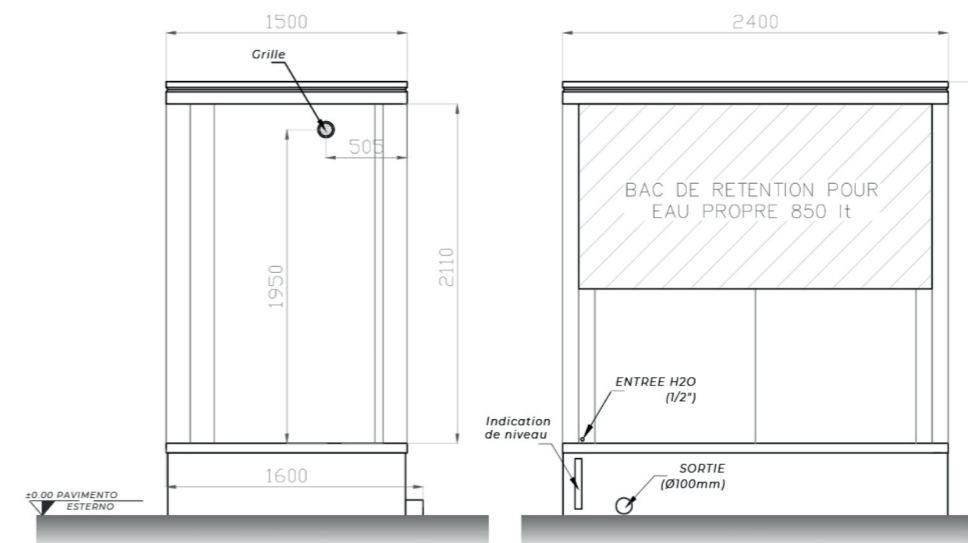 1500
Grille
505
1950
2110
1600
±0.00 PAVIMENTO
ESTERNO
2400
BAC DE RETENTION POUR
EAU PROPRE 850 lt
ENTREE H2O
(1/2")
Indication
de niveau
SORTIE
(Ø100mm)